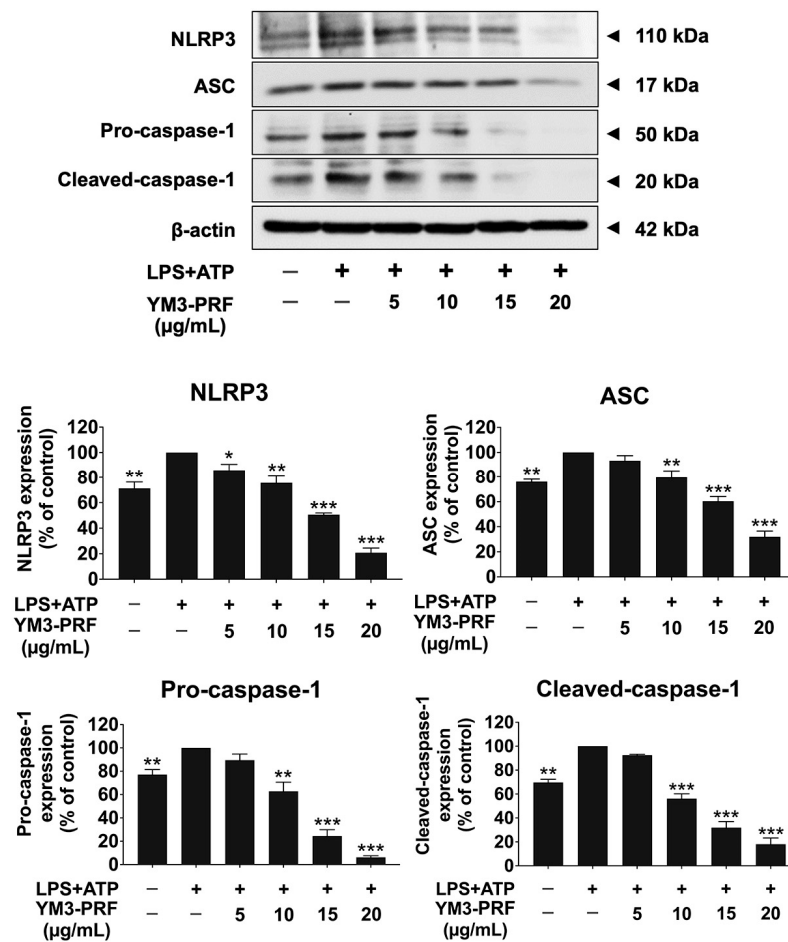 NLRP3 ◄ 110 kDa
ASC ◄ 17 kDa
Pro-caspase-1 ◄ 50 kDa
Cleaved-caspase-1 ◄ 20 kDa
β-actin ◄ 42 kDa
LPS+ATP – + + + + +
YM3-PRF – – 5 10 15 20
(µg/mL)
NLRP3
NLRP3 expression
(% of control)
120
100
80
60
40
20
0
** * ** *** ***
LPS+ATP – + + + + +
YM3-PRF – – 5 10 15 20
(µg/mL)
ASC
ASC expression
(% of control)
120
100
80
60
40
20
0
** ** *** ***
LPS+ATP – + + + + +
YM3-PRF – – 5 10 15 20
(µg/mL)
Pro-caspase-1
Pro-caspase-1
expression
(% of control)
120
100
80
60
40
20
0
** ** *** ***
LPS+ATP – + + + + +
YM3-PRF – – 5 10 15 20
(µg/mL)
Cleaved-caspase-1
Cleaved-caspase-1
expression
(% of control)
120
100
80
60
40
20
0
** *** *** ***
LPS+ATP – + + + + +
YM3-PRF – – 5 10 15 20
(µg/mL)